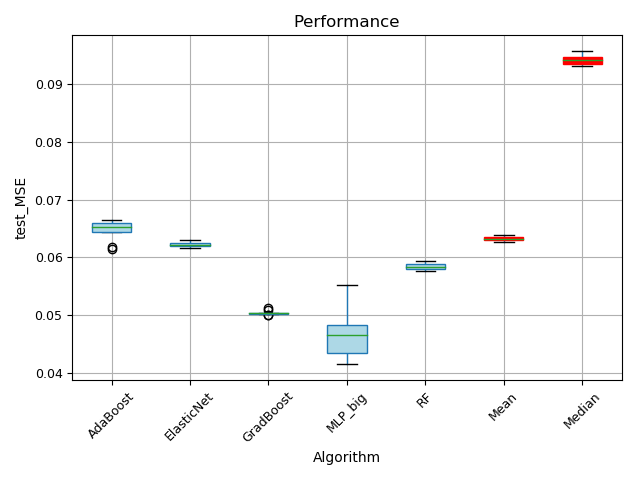 Performance
test_MSE
0.09
0.08
0.07
0.06
0.05
0.04
AdaBoost
ElasticNet
GradBoost
MLP_big
RF
Mean
Median
Algorithm